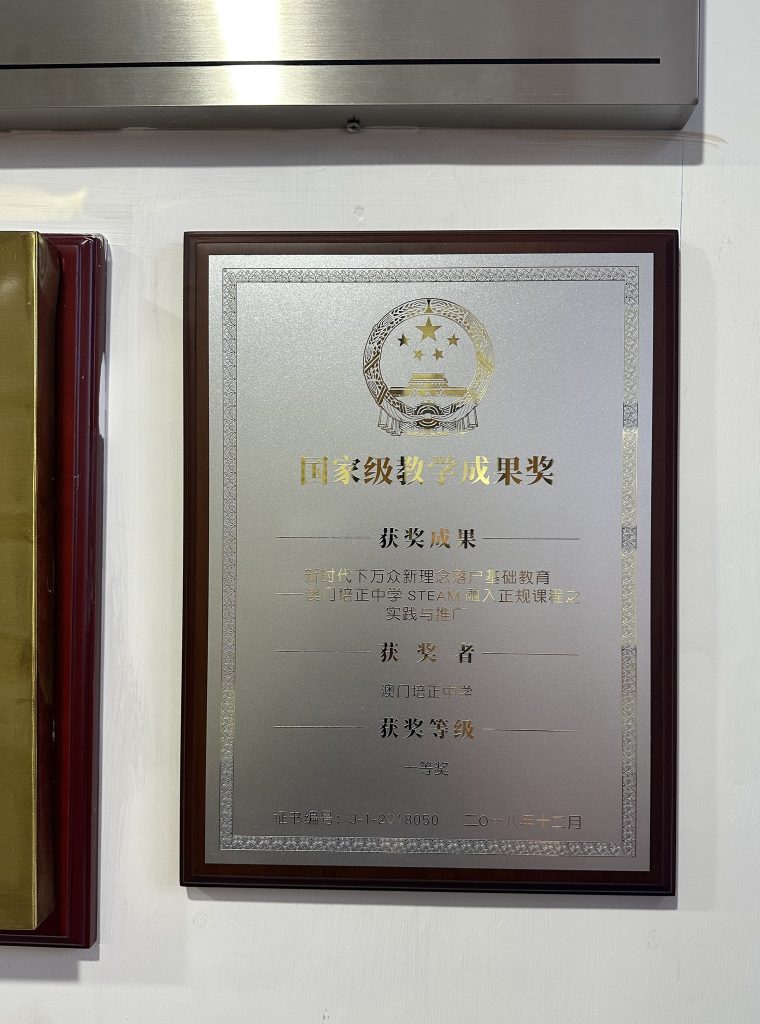 国家级教学成果奖
获奖成果
新时代下万众新理念落户基础教育
——澳门培正中学 STEAM 融入正规课程之
实践与推广
获奖者
澳门培正中学
获奖等级
一等奖
证书编号：J-1-2018050 二〇一八年十二月